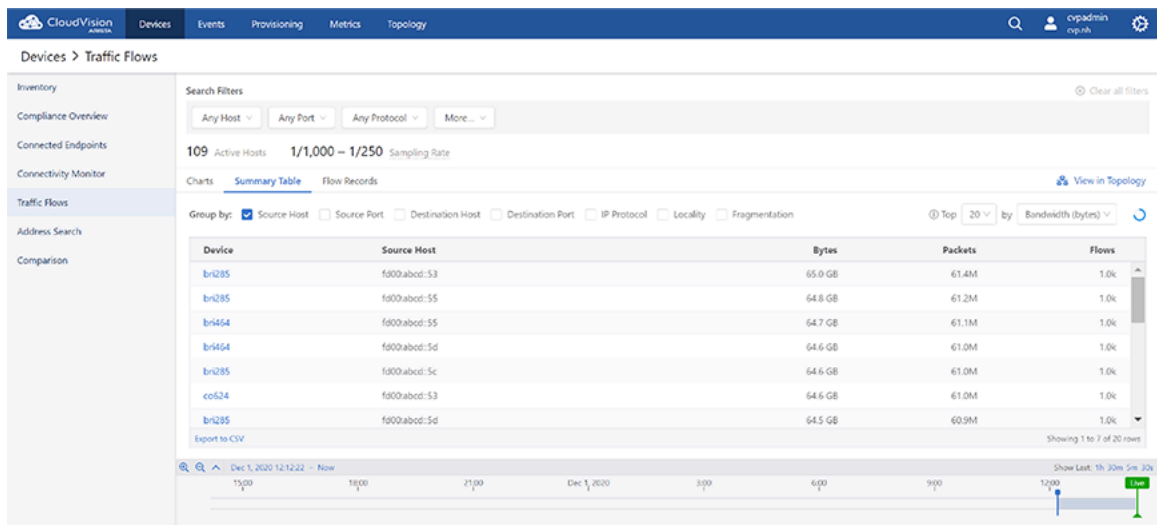 CloudVision Devices Events Provisioning Metrics Topology cvpadmin
ARISTA cvp.nh
Devices > Traffic Flows
Inventory
Compliance Overview
Connected Endpoints
Connectivity Monitor
Traffic Flows
Address Search
Comparison
Search Filters Clear all filters
Any Host Any Port Any Protocol More...
109 Active Hosts 1/1,000 – 1/250 Sampling Rate
Charts Summary Table Flow Records View in Topology
Group by: Source Host Source Port Destination Host Destination Port IP Protocol Locality Fragmentation Top 20 by Bandwidth (bytes)
Device Source Host Bytes Packets Flows
bri285 fd00:abcd::53 65.0 GB 61.4M 1.0k
bri285 fd00:abcd::55 64.8 GB 61.2M 1.0k
bri464 fd00:abcd::55 64.7 GB 61.1M 1.0k
bri464 fd00:abcd::5d 64.6 GB 61.0M 1.0k
bri285 fd00:abcd::5c 64.6 GB 61.0M 1.0k
co624 fd00:abcd::53 64.6 GB 61.0M 1.0k
bri285 fd00:abcd::5d 64.5 GB 60.9M 1.0k
Export to CSV Showing 1 to 7 of 20 rows
Dec 1, 2020 12:12:22 – Now Show Last: 1h 30m 5m 30s
15:00 18:00 21:00 Dec 1, 2020 3:00 6:00 9:00 12:00 Live